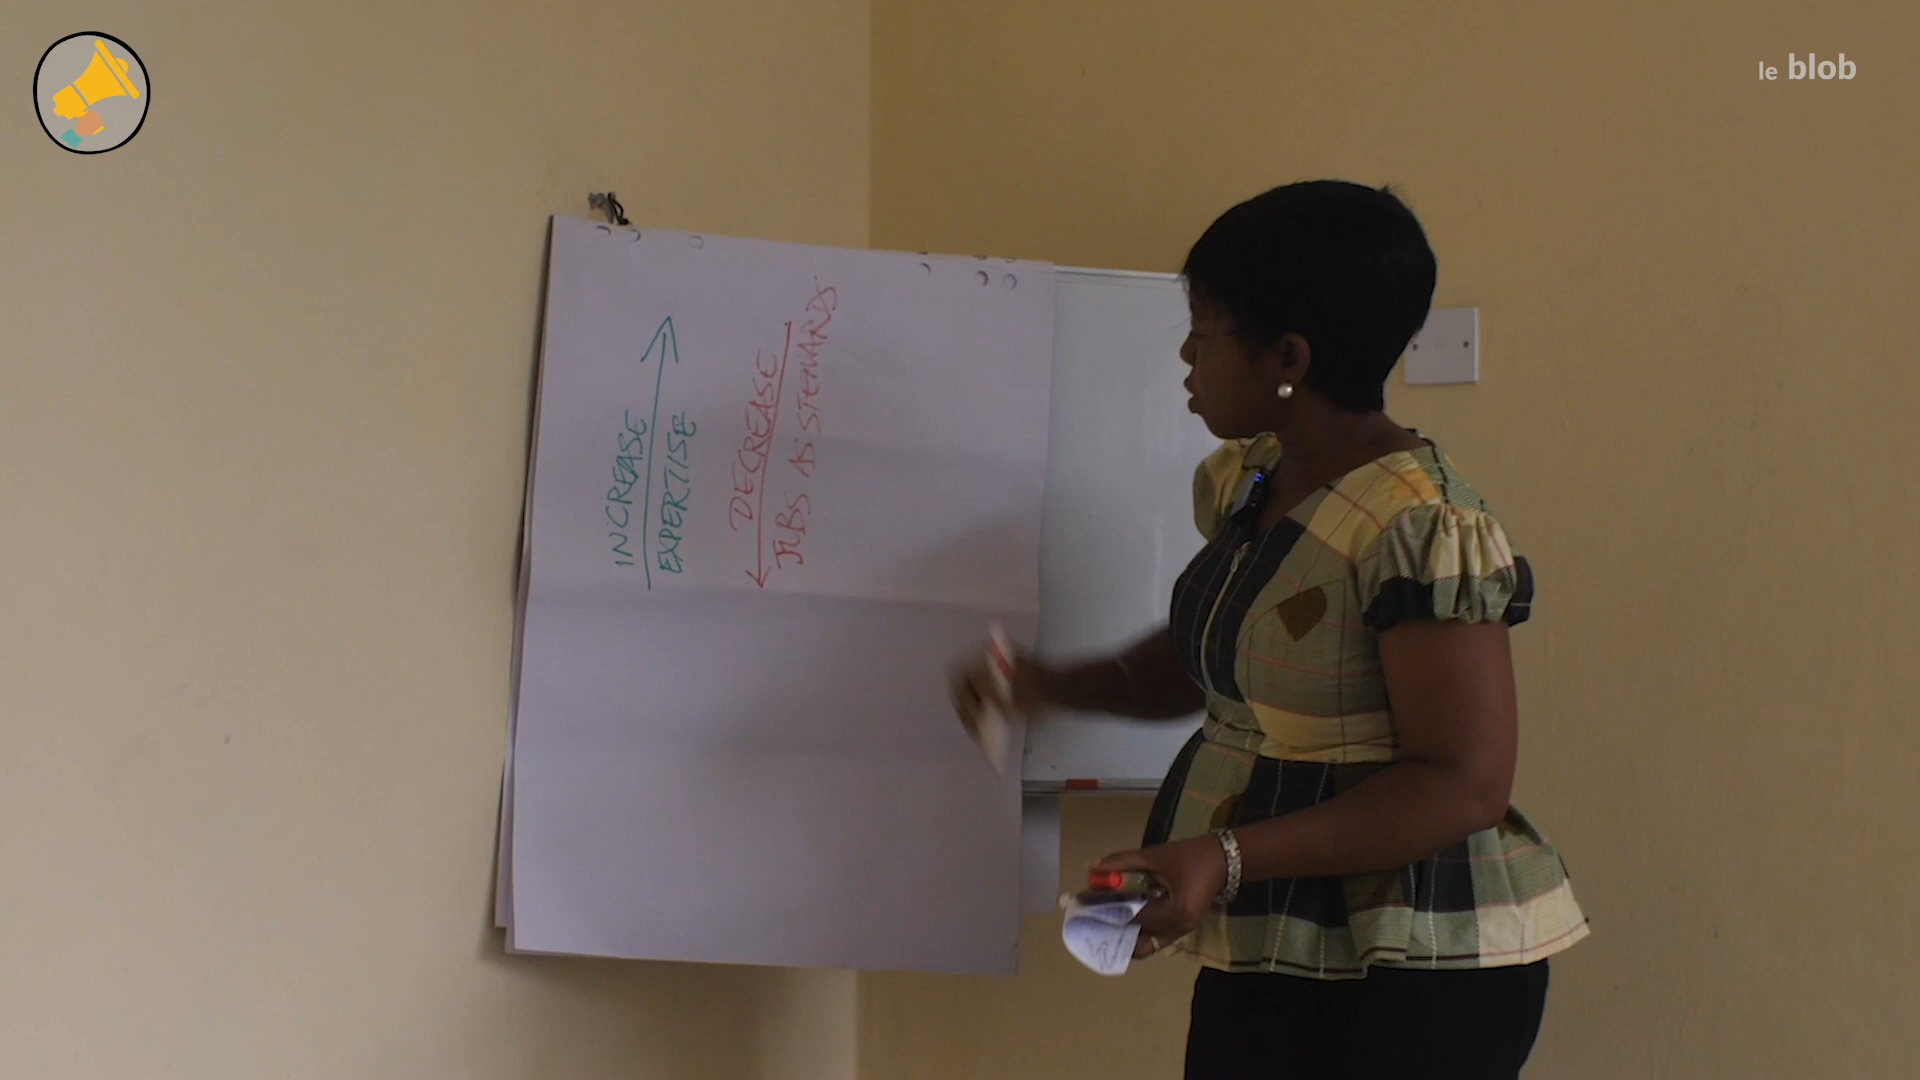 le blob
INCREASE
EXPERTISE
DECREASE
JOBS AS STEWARDS